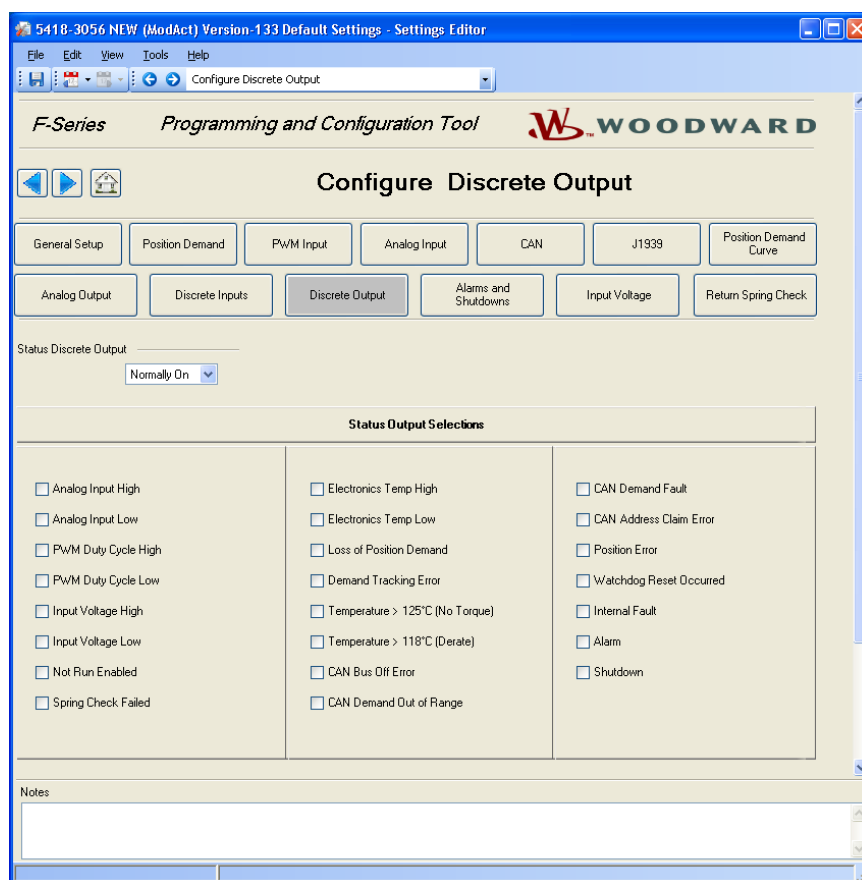 5418-3056 NEW (ModAct) Version-133 Default Settings - Settings Editor
File Edit View Tools Help
Configure Discrete Output
F-Series Programming and Configuration Tool WOODWARD
Configure Discrete Output
General Setup Position Demand PWM Input Analog Input CAN J1939 Position Demand Curve
Analog Output Discrete Inputs Discrete Output Alarms and Shutdowns Input Voltage Return Spring Check
Status Discrete Output
Normally On
Status Output Selections
Analog Input High Electronics Temp High CAN Demand Fault
Analog Input Low Electronics Temp Low CAN Address Claim Error
PWM Duty Cycle High Loss of Position Demand Position Error
PWM Duty Cycle Low Demand Tracking Error Watchdog Reset Occurred
Input Voltage High Temperature > 125°C (No Torque) Internal Fault
Input Voltage Low Temperature > 118°C (Derate) Alarm
Not Run Enabled CAN Bus Off Error Shutdown
Spring Check Failed CAN Demand Out of Range
Notes